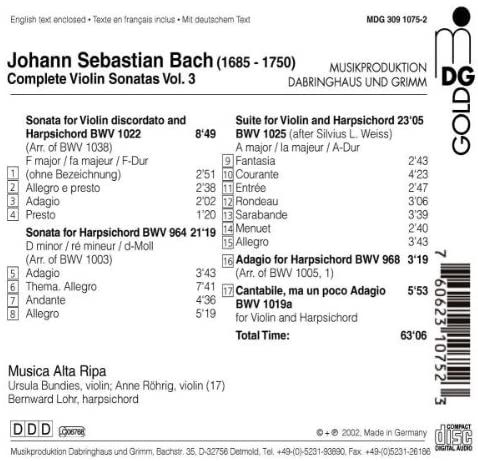 English text enclosed • Texte en français inclus • Mit deutschem Text
MDG 309 1075-2
Johann Sebastian Bach (1685 - 1750)
Complete Violin Sonatas Vol. 3
MUSIKPRODUKTION
DABRINGHAUS UND GRIMM
DG
GOLD
Sonata for Violin discordato and
Harpsichord BWV 1022 8'49
(Arr. of BWV 1038)
F major / fa majeur / F-Dur
1 (ohne Bezeichnung) 2'51
2 Allegro e presto 2'38
3 Adagio 2'02
4 Presto 1'20
Sonata for Harpsichord BWV 964 21'19
D minor / ré mineur / d-Moll
(Arr. of BWV 1003)
5 Adagio 3'43
6 Thema. Allegro 7'41
7 Andante 4'36
8 Allegro 5'19
Suite for Violin and Harpsichord 23'05
BWV 1025 (after Silvius L. Weiss)
A major / la majeur / A-Dur
9 Fantasia 2'43
10 Courante 4'23
11 Entrée 2'47
12 Rondeau 3'06
13 Sarabande 3'39
14 Menuet 2'40
15 Allegro 3'43
16 Adagio for Harpsichord BWV 968 3'19
(Arr. of BWV 1005, 1)
17 Cantabile, ma un poco Adagio 5'53
BWV 1019a
for Violin and Harpsichord
Total Time: 63'06
7 60623 10752 3
Musica Alta Ripa
Ursula Bundies, violin; Anne Röhrig, violin (17)
Bernward Lohr, harpsichord
DDD
LC06768
© + ℗ 2002, Made in Germany
COMPACT
disc
DIGITAL AUDIO
Musikproduktion Dabringhaus und Grimm, Bachstr. 35, D-32756 Detmold, Tel. +49-(0)-5231-93890, Fax +49-(0)5231-26186